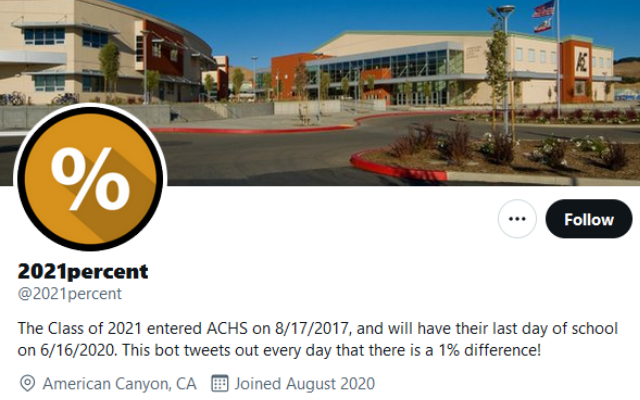 AC
%
Follow
2021percent
@2021percent
The Class of 2021 entered ACHS on 8/17/2017, and will have their last day of school
on 6/16/2020. This bot tweets out every day that there is a 1% difference!
American Canyon, CA Joined August 2020